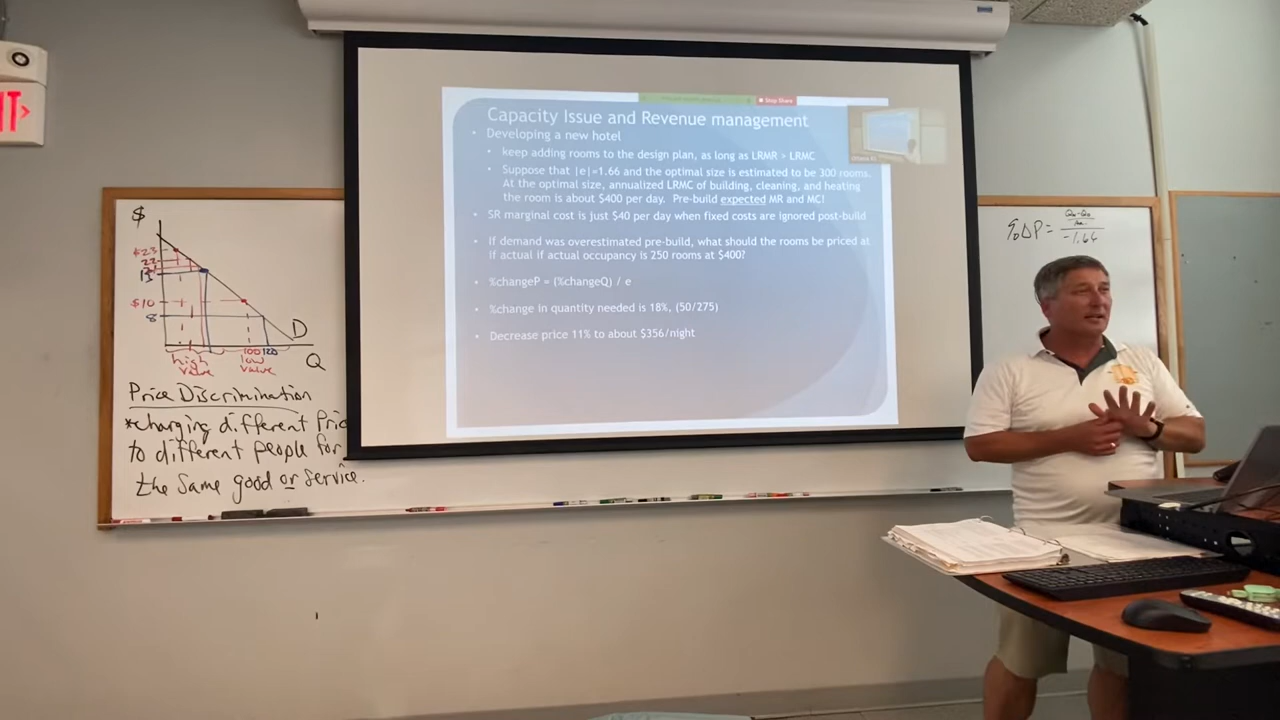 Stop Share
Capacity Issue and Revenue management
• Developing a new hotel
• keep adding rooms to the design plan, as long as LRMR > LRMC
• Suppose that |e|=1.66 and the optimal size is estimated to be 300 rooms.
At the optimal size, annualized LRMC of building, cleaning, and heating
the room is about $400 per day. Pre-build expected MR and MC!
• SR marginal cost is just $40 per day when fixed costs are ignored post-build
• If demand was overestimated pre-build, what should the rooms be priced at
if actual if actual occupancy is 250 rooms at $400?
• %changeP = (%changeQ) / e
• %change in quantity needed is 18%, (50/275)
• Decrease price 11% to about $356/night
$
$23
$10
8
D
100 120
Q
high low
value value
Price Discrimination
*charging different Pric
to different people for
the same good or service.
%ΔP =
-1.66